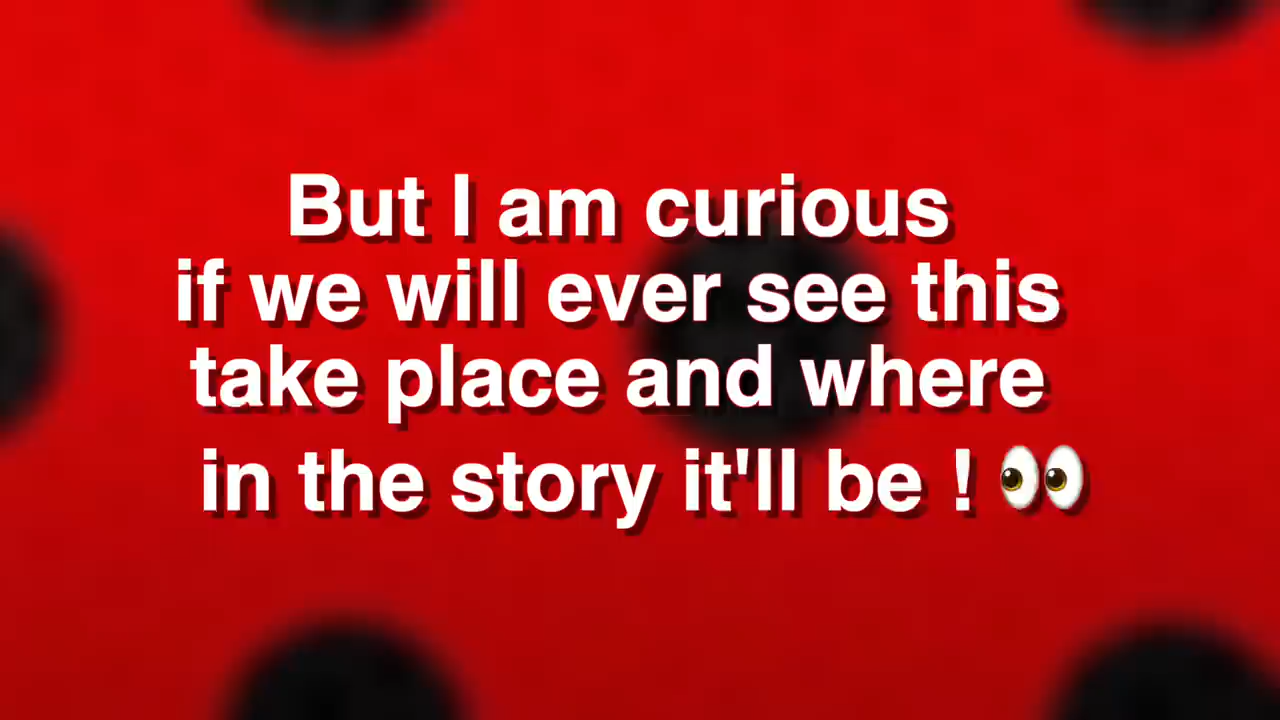 But I am curious
if we will ever see this
take place and where
in the story it'll be ! 👀